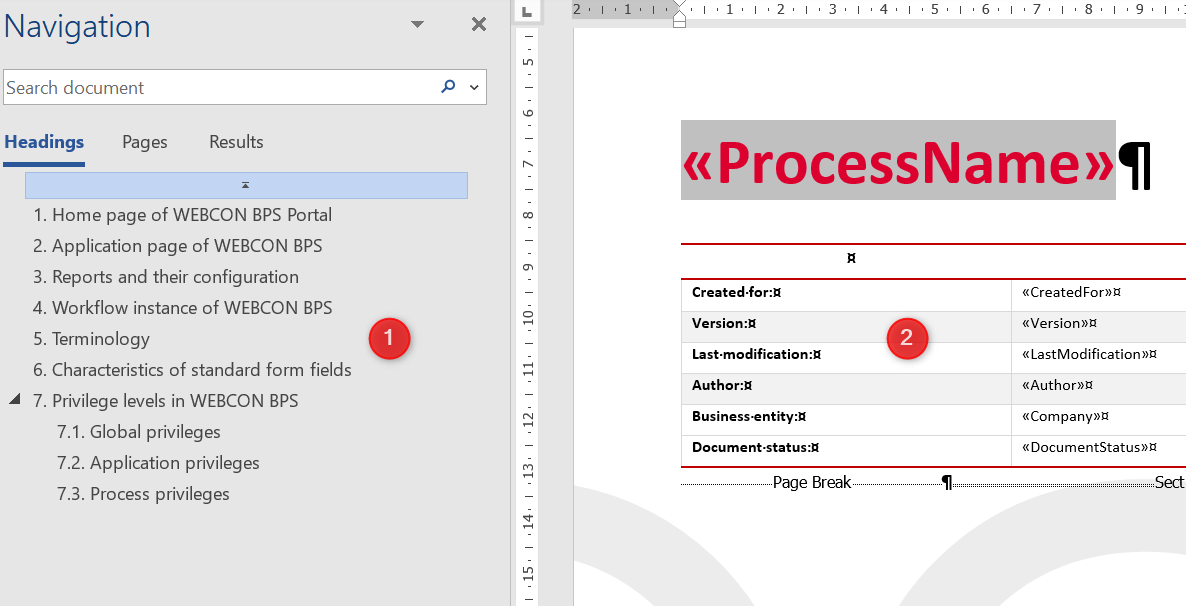 Navigation
Search document
Headings Pages Results
1. Home page of WEBCON BPS Portal
2. Application page of WEBCON BPS
3. Reports and their configuration
4. Workflow instance of WEBCON BPS
5. Terminology
6. Characteristics of standard form fields
7. Privilege levels in WEBCON BPS
7.1. Global privileges
7.2. Application privileges
7.3. Process privileges
1
L
2 1 1 2 3 4 5 6 7 8 9
5
6
7
8
9
10
11
12
13
14
15
«ProcessName»¶
¤
Created·for:¤ «CreatedFor»¤
Version:¤ «Version»¤
2
Last·modification:¤ «LastModification»¤
Author:¤ «Author»¤
Business·entity:¤ «Company»¤
Document·status:¤ «DocumentStatus»¤
Page Break ¶ Sect